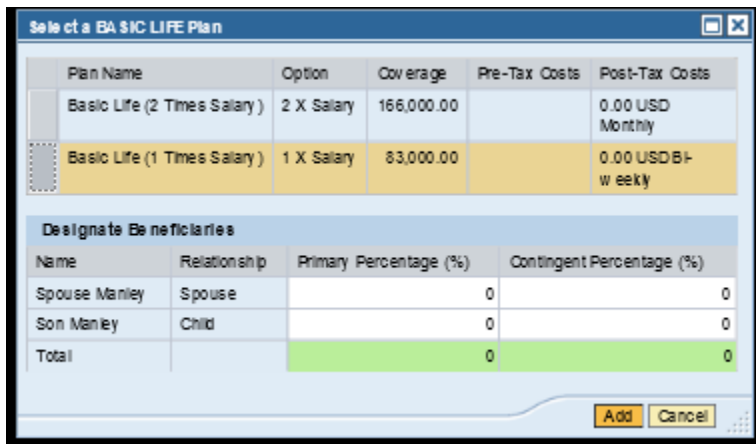 Select a BASIC LIFE Plan
Plan Name Option Coverage Pre-Tax Costs Post-Tax Costs
Basic Life (2 Times Salary) 2 X Salary 166,000.00 0.00 USD
Monthly
Basic Life (1 Times Salary) 1 X Salary 83,000.00 0.00 USD Bi-
weekly
Designate Beneficiaries
Name Relationship Primary Percentage (%) Contingent Percentage (%)
Spouse Manley Spouse 0 0
Son Manley Child 0 0
Total 0 0
Add Cancel